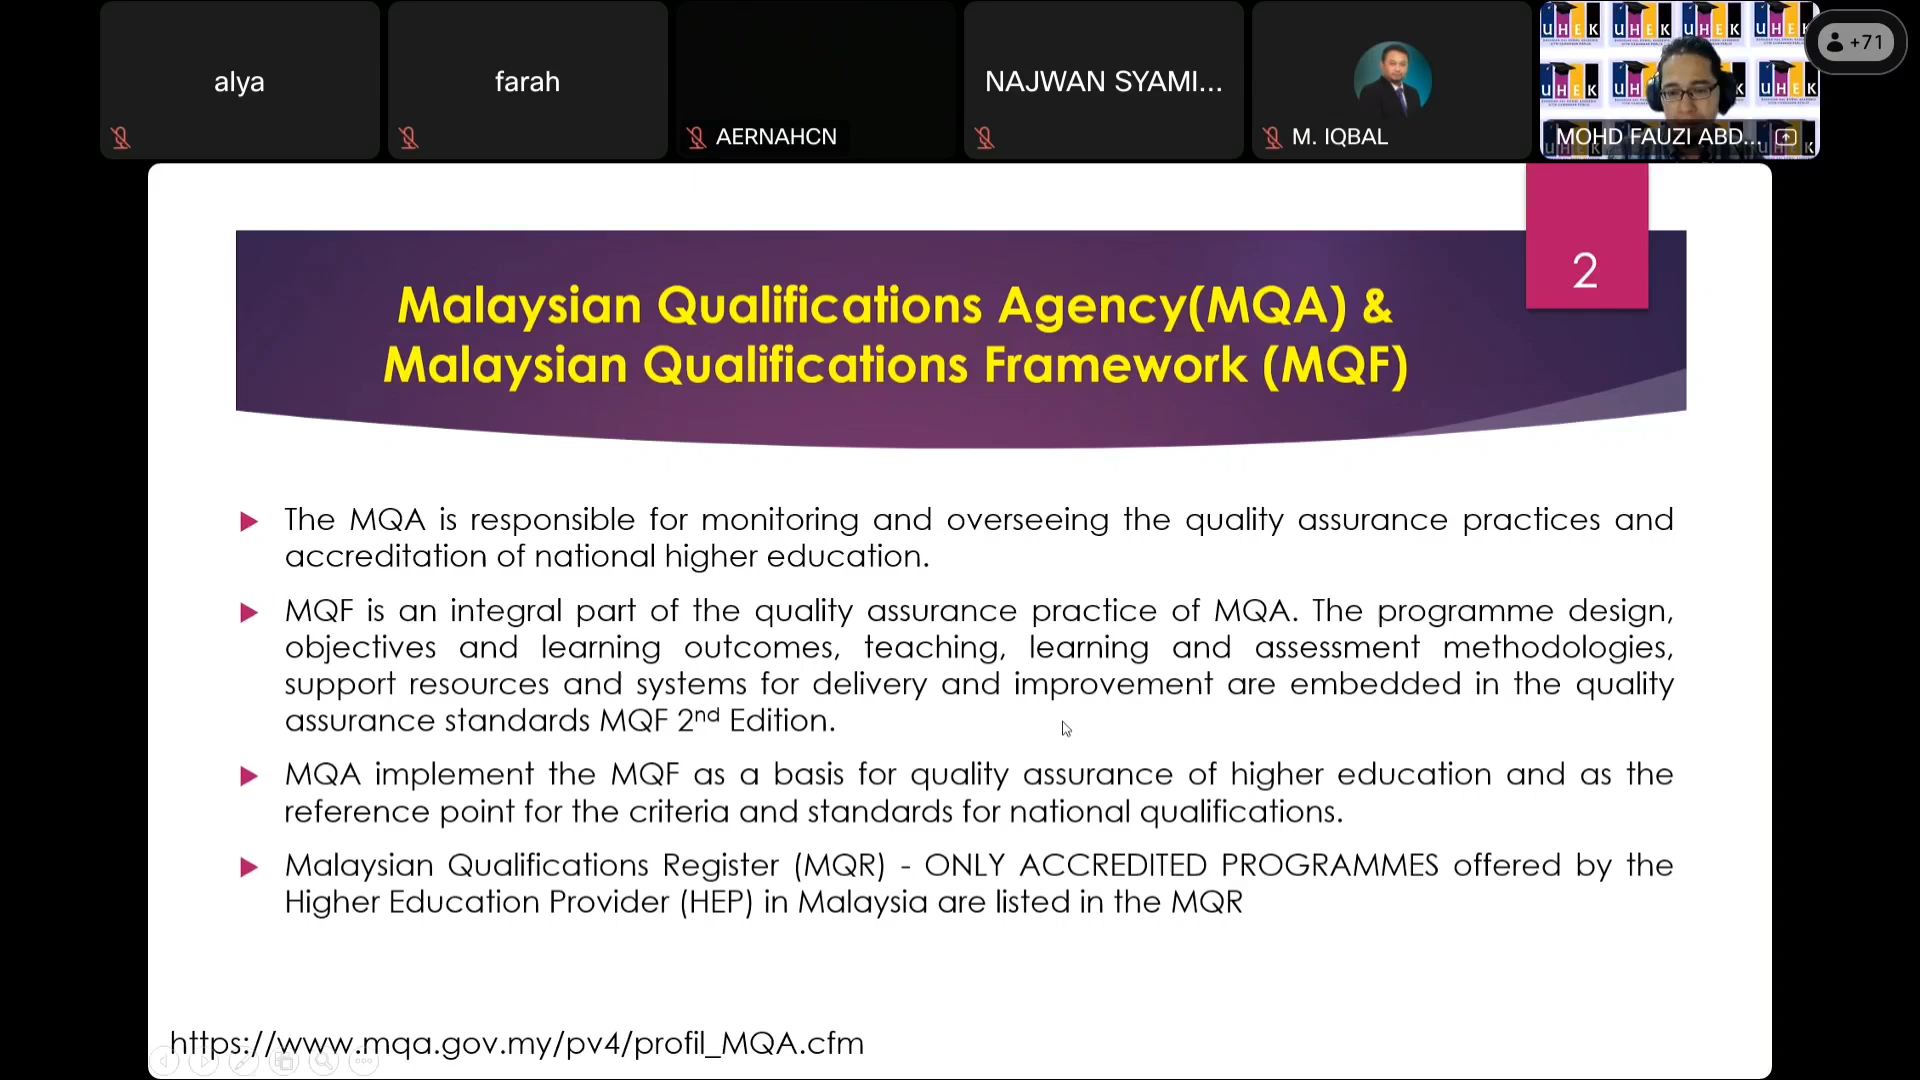 alya
farah
AERNAHCN
NAJWAN SYAMI...
M. IQBAL
UHEK UHEK UHEK UHEK
UHEK UHEK UHEK
MOHD FAUZI ABD...
+71
2
Malaysian Qualifications Agency(MQA) &
Malaysian Qualifications Framework (MQF)
The MQA is responsible for monitoring and overseeing the quality assurance practices and
accreditation of national higher education.
MQF is an integral part of the quality assurance practice of MQA. The programme design,
objectives and learning outcomes, teaching, learning and assessment methodologies,
support resources and systems for delivery and improvement are embedded in the quality
assurance standards MQF 2nd Edition.
MQA implement the MQF as a basis for quality assurance of higher education and as the
reference point for the criteria and standards for national qualifications.
Malaysian Qualifications Register (MQR) - ONLY ACCREDITED PROGRAMMES offered by the
Higher Education Provider (HEP) in Malaysia are listed in the MQR
https://www.mqa.gov.my/pv4/profil_MQA.cfm